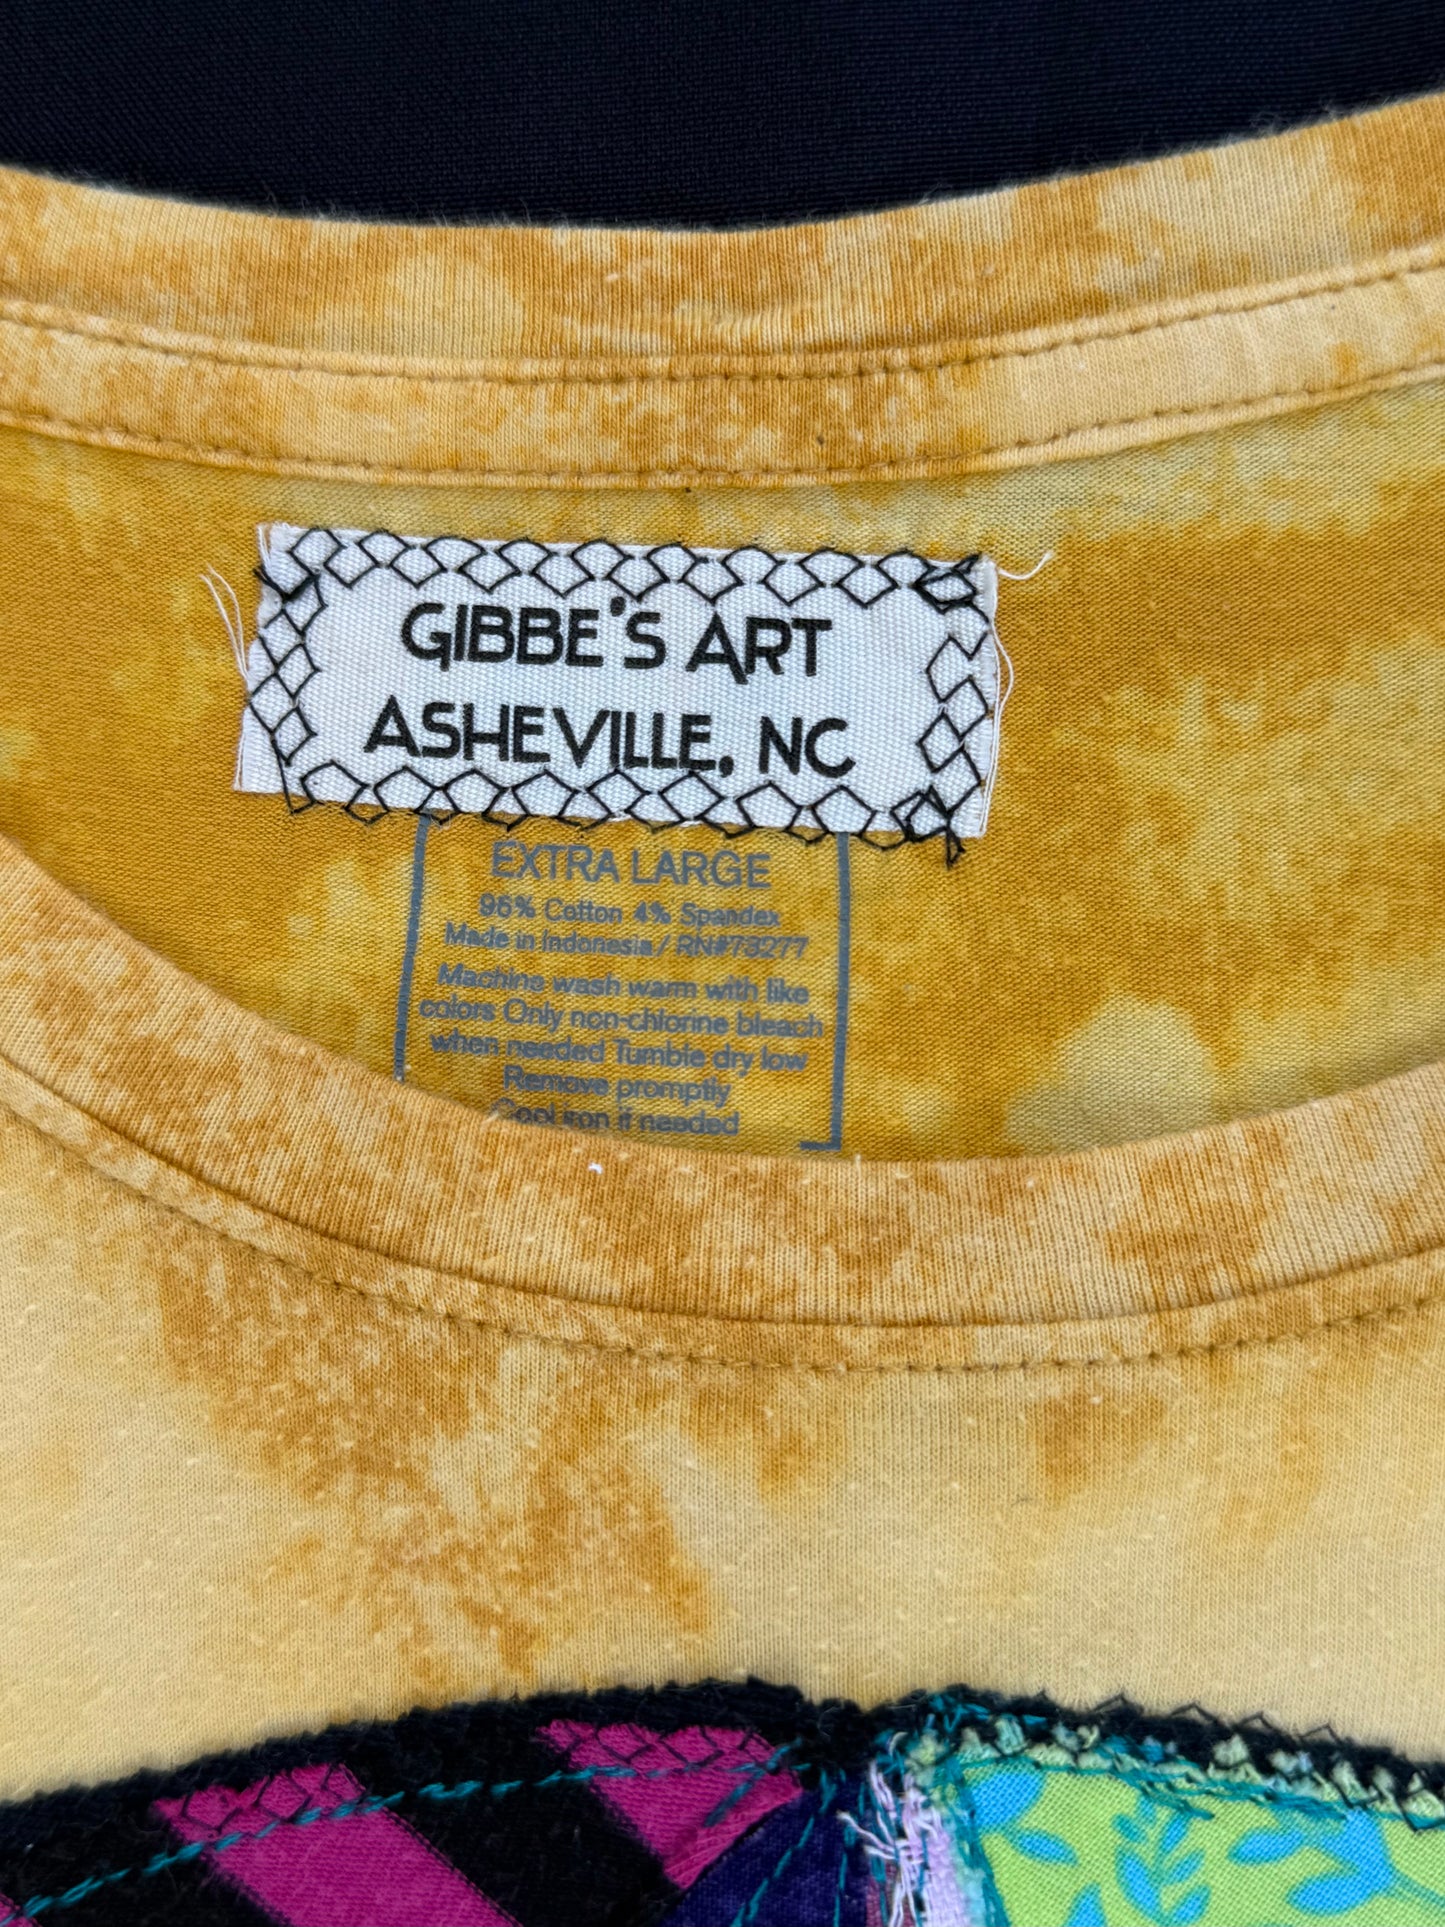 GIBBE'S ART
ASHEVILLE, NC
EXTRA LARGE
96% Cotton 4% Spandex
Made in Indonesia / RN#73277
Machine wash warm with like
colors Only non-chlorine bleach
when needed Tumble dry low
Remove promptly
Cool iron if needed